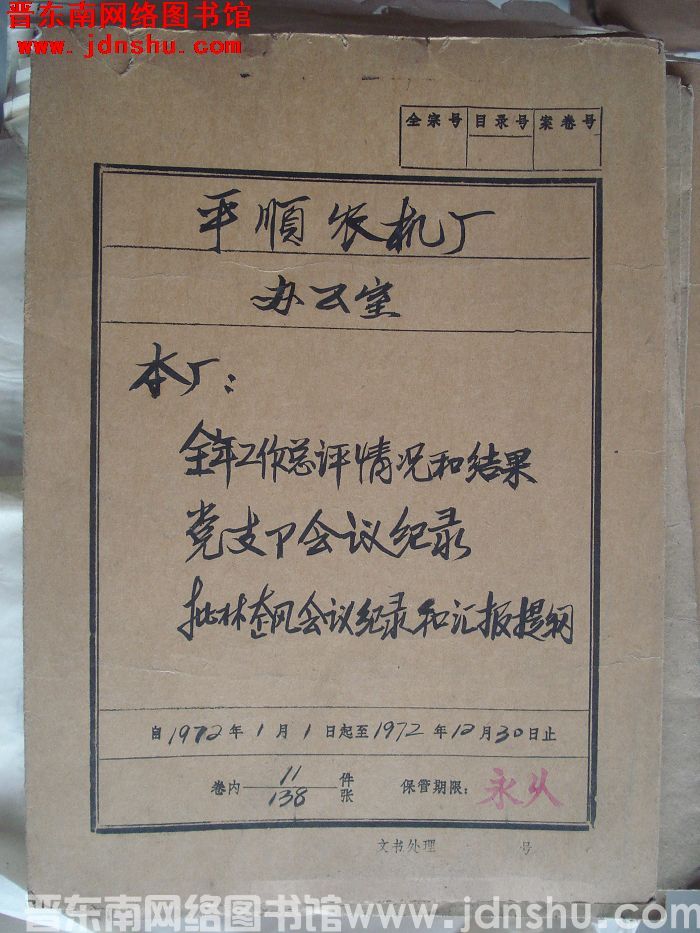 晋东南网络图书馆
www.jdnshu.com
全宗号 目录号 案卷号
平順农机厂
办公室
本厂：
全年工作总评情况和结果
党支卩会议纪录
批林整风会议纪录和汇报提纲
自1972年1月1日起至1972年12月30日止
卷内 11 件
138 张
保管期限：永久
文书处理 号
晋东南网络图书馆 www.jdnshu.com